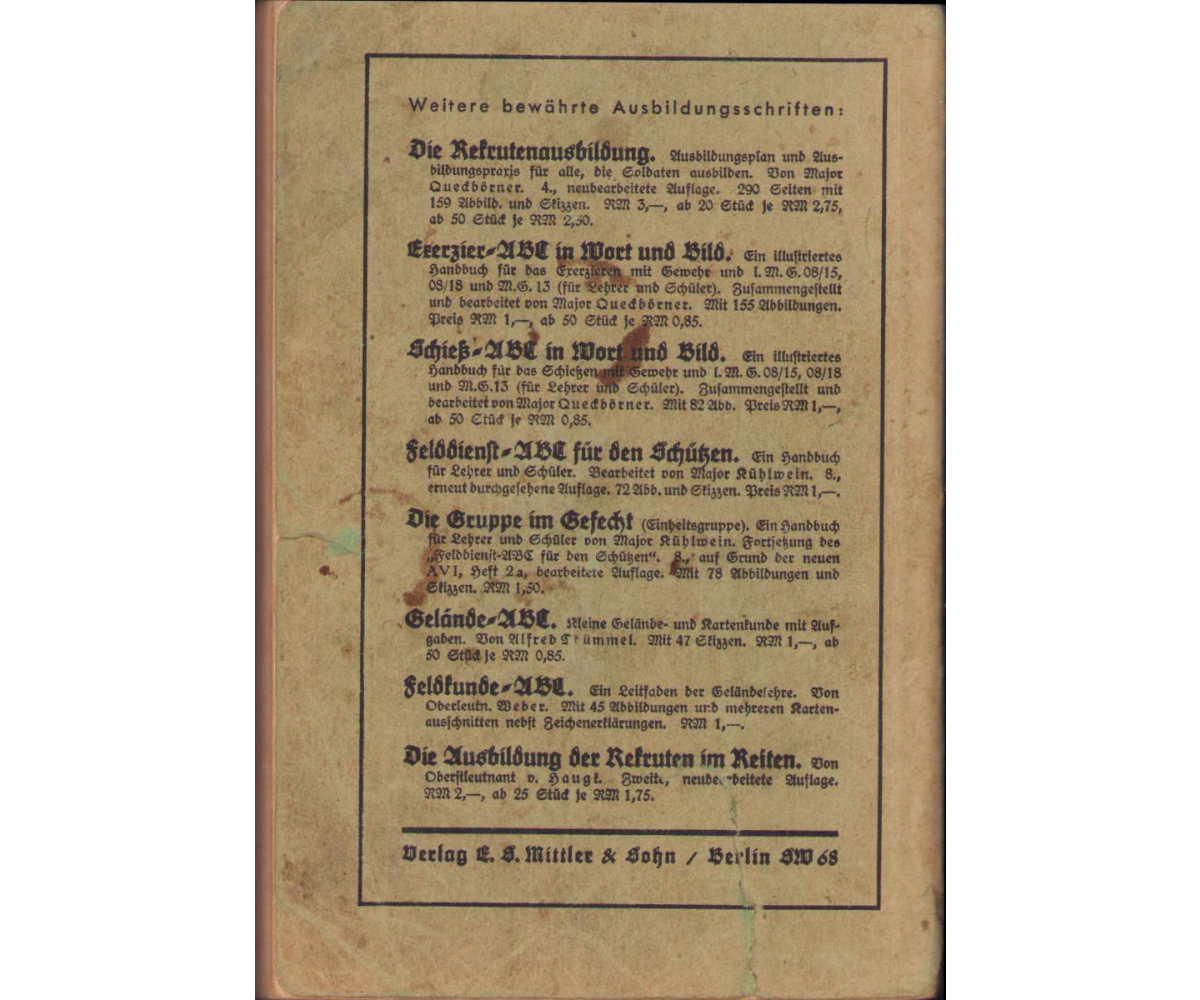 Weitere bewährte Ausbildungsschriften:
Die Rekrutenausbildung. Ausbildungsplan und Aus-
bildungspraxis für alle, die Soldaten ausbilden. Von Major
Queckbörner. 4., neubearbeitete Auflage. 290 Seiten mit
159 Abbild. und Skizzen. RM 3,—, ab 20 Stück je RM 2,75,
ab 50 Stück je RM 2,50.
Exerzier-ABC in Wort und Bild. Ein illustriertes
Handbuch für das Exerzieren mit Gewehr und l. M. G. 08/15,
08/18 und M.G. 13 (für Lehrer und Schüler). Zusammengestellt
und bearbeitet von Major Queckbörner. Mit 155 Abbildungen.
Preis RM 1,—, ab 50 Stück je RM 0,85.
Schieß-ABC in Wort und Bild. Ein illustriertes
Handbuch für das Schießen mit Gewehr und l. M. G. 08/15, 08/18
und M.G.13 (für Lehrer und Schüler). Zusammengestellt und
bearbeitet von Major Queckbörner. Mit 82 Abb. Preis RM 1,—,
ab 50 Stück je RM 0,85.
Felddienst-ABC für den Schützen. Ein Handbuch
für Lehrer und Schüler. Bearbeitet von Major Kühlwein. 8.,
erneut durchgesehene Auflage. 72 Abb. und Skizzen. Preis RM 1,—.
Die Gruppe im Gefecht (Einheitsgruppe). Ein Handbuch
für Lehrer und Schüler von Major Kühlwein. Fortsetzung des
„Felddienst-ABC für den Schützen“. 8., auf Grund der neuen
AVI, Heft 2a, bearbeitete Auflage. Mit 78 Abbildungen und
Skizzen. RM 1,50.
Gelände-ABC. Kleine Gelände- und Kartenkunde mit Auf-
gaben. Von Alfred Thümmel. Mit 47 Skizzen. RM 1,—, ab
50 Stück je RM 0,85.
Feldkunde-ABC. Ein Leitfaden der Geländelehre. Von
Oberleutn. Weber. Mit 45 Abbildungen und mehreren Karten-
ausschnitten nebst Zeichenerklärungen. RM 1,—.
Die Ausbildung der Rekruten im Reiten. Von
Oberstleutnant v. Haugk. Zweite, neubearbeitete Auflage.
RM 2,—, ab 25 Stück je RM 1,75.
Verlag E. S. Mittler & Sohn / Berlin SW 68